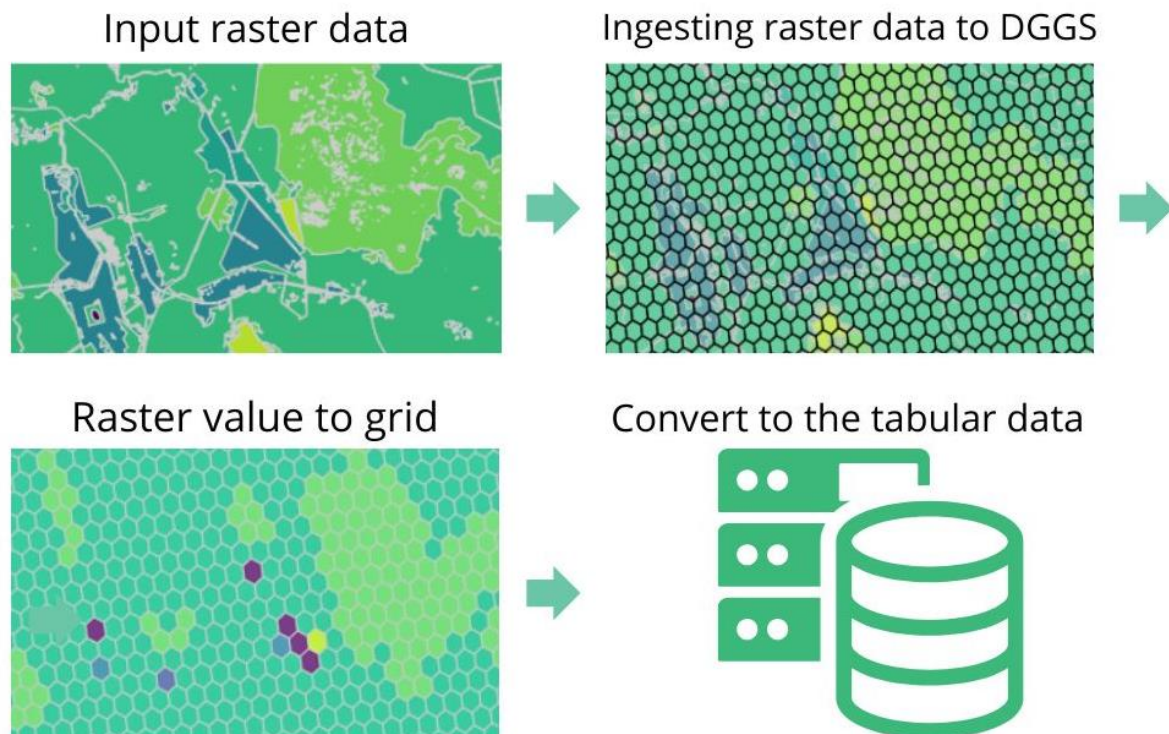 Input raster data
Ingesting raster data to DGGS
Raster value to grid
Convert to the tabular data